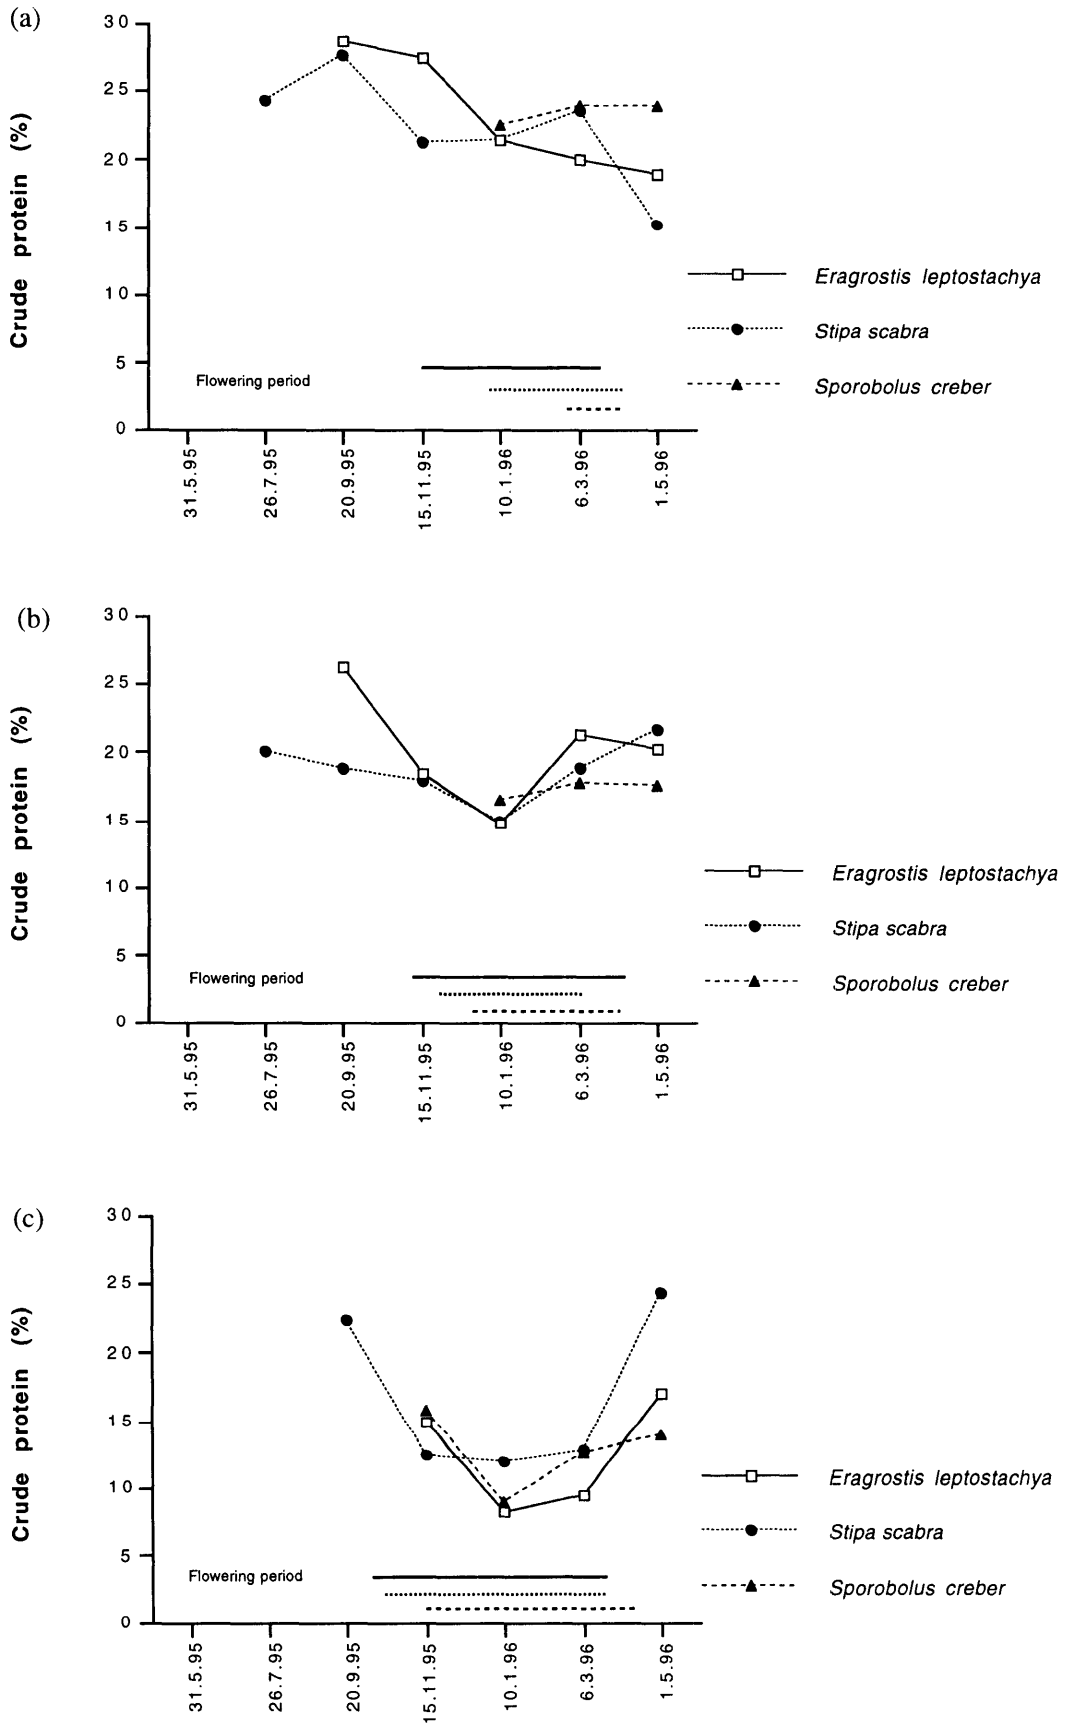 (a)
Crude protein (%)
30
25
20
15
10
5
0
Flowering period
31.5.95
26.7.95
20.9.95
15.11.95
10.1.96
6.3.96
1.5.96
Eragrostis leptostachya
Stipa scabra
Sporobolus creber
(b)
Crude protein (%)
30
25
20
15
10
5
0
Flowering period
31.5.95
26.7.95
20.9.95
15.11.95
10.1.96
6.3.96
1.5.96
Eragrostis leptostachya
Stipa scabra
Sporobolus creber
(c)
Crude protein (%)
30
25
20
15
10
5
0
Flowering period
31.5.95
26.7.95
20.9.95
15.11.95
10.1.96
6.3.96
1.5.96
Eragrostis leptostachya
Stipa scabra
Sporobolus creber